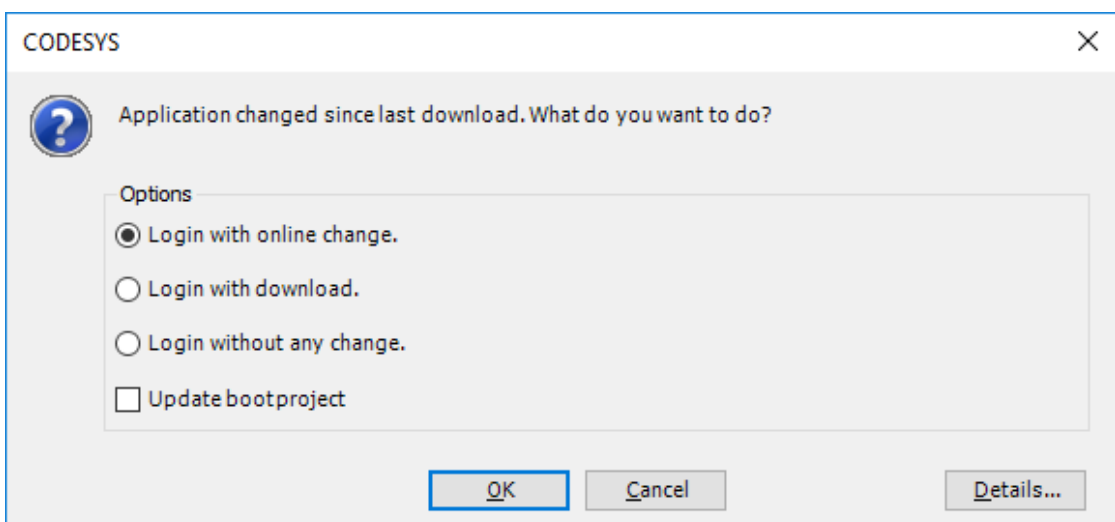 CODESYS
Application changed since last download. What do you want to do?
Options
Login with online change.
Login with download.
Login without any change.
Update bootproject
OK
Cancel
Details...